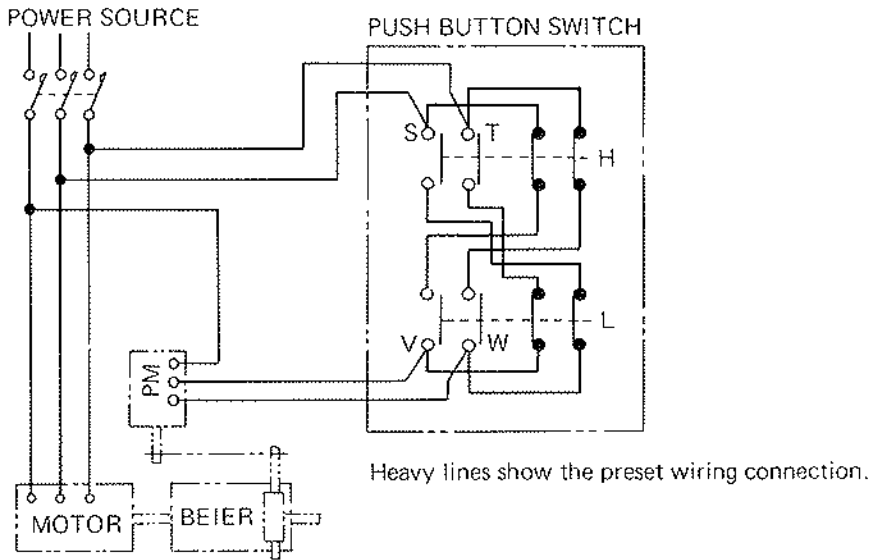 POWER SOURCE
PUSH BUTTON SWITCH
S T
H
L
V W
PM
Heavy lines show the preset wiring connection.
MOTOR
BEIER